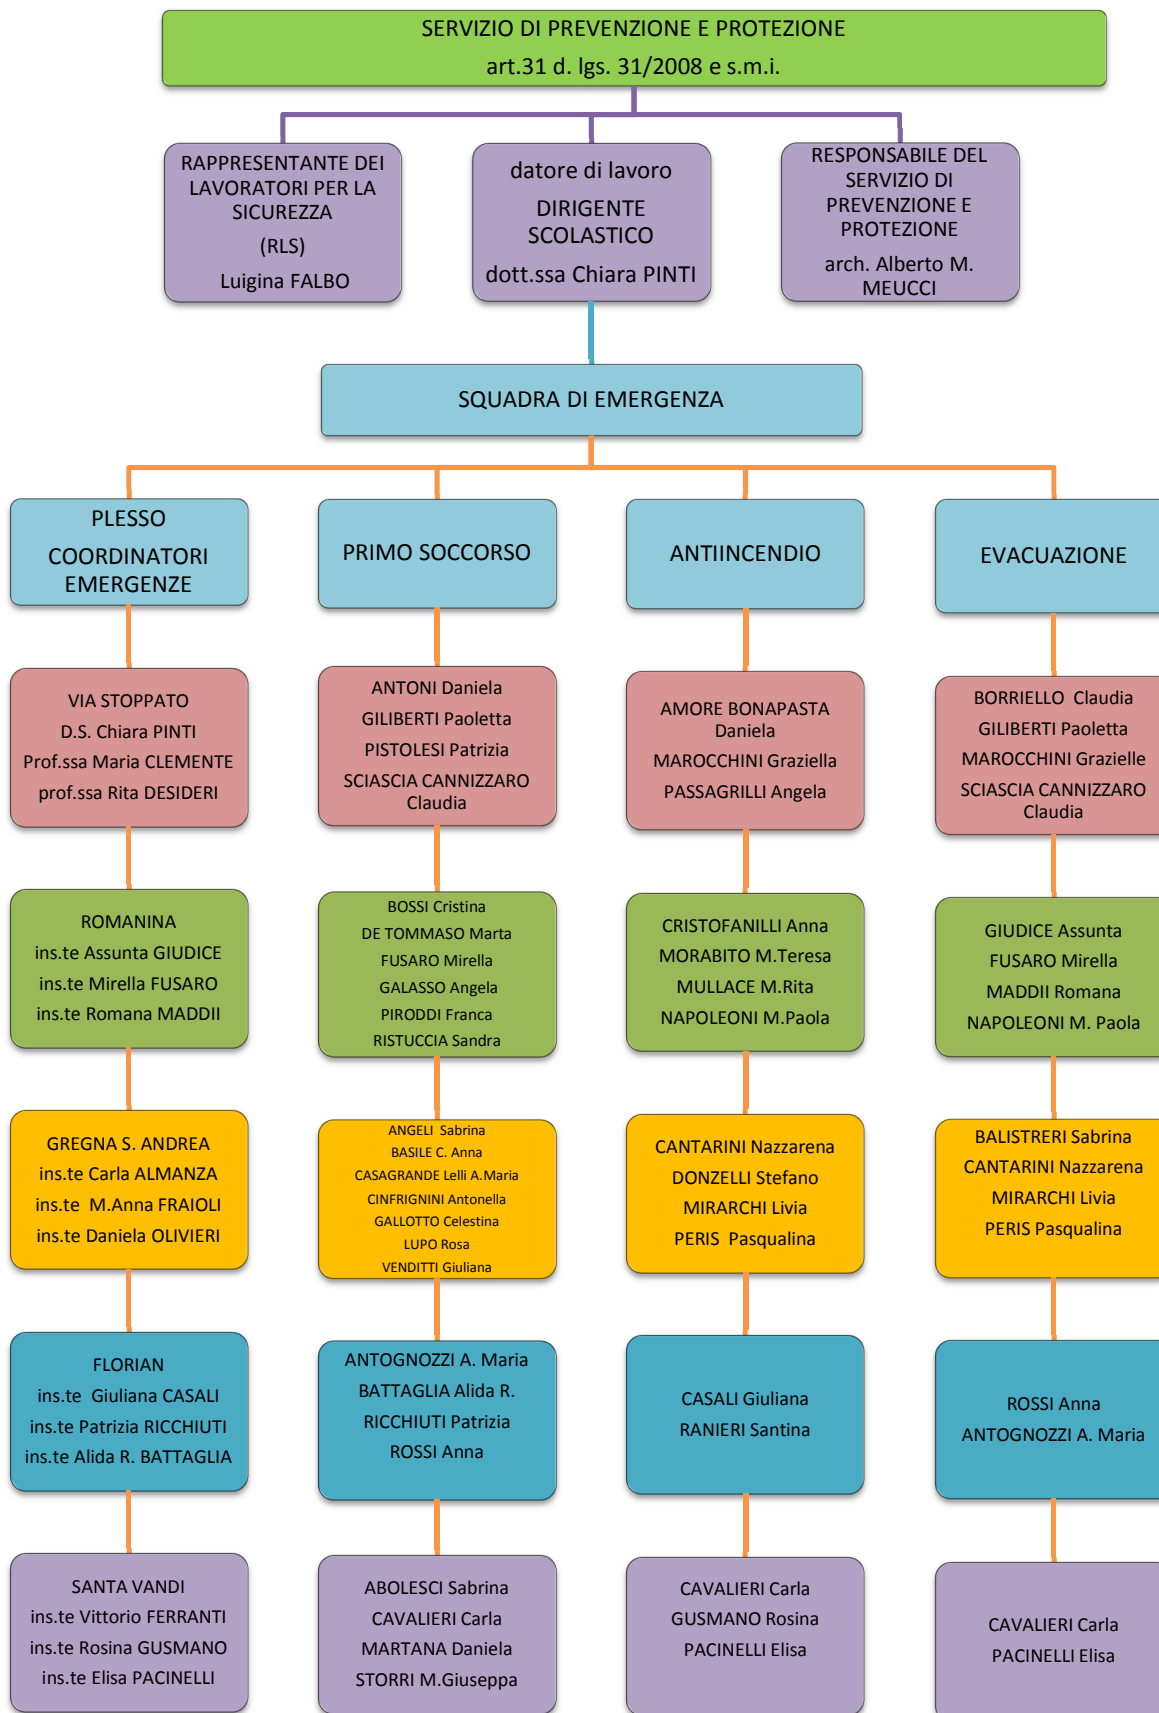 SERVIZIO DI PREVENZIONE E PROTEZIONE
art.31 d. lgs. 31/2008 e s.m.i.
RAPPRESENTANTE DEI
LAVORATORI PER LA
SICUREZZA
(RLS)
Luigina FALBO
datore di lavoro
DIRIGENTE
SCOLASTICO
dott.ssa Chiara PINTI
RESPONSABILE DEL
SERVIZIO DI
PREVENZIONE E
PROTEZIONE
arch. Alberto M.
MEUCCI
SQUADRA DI EMERGENZA
PLESSO
COORDINATORI
EMERGENZE
PRIMO SOCCORSO
ANTIINCENDIO
EVACUAZIONE
VIA STOPPATO
D.S. Chiara PINTI
Prof.ssa Maria CLEMENTE
prof.ssa Rita DESIDERI
ANTONI Daniela
GILIBERTI Paoletta
PISTOLESI Patrizia
SCIASCIA CANNIZZARO
Claudia
AMORE BONAPASTA
Daniela
MAROCCHINI Graziella
PASSAGRILLI Angela
BORRIELLO Claudia
GILIBERTI Paoletta
MAROCCHINI Grazielle
SCIASCIA CANNIZZARO
Claudia
ROMANINA
ins.te Assunta GIUDICE
ins.te Mirella FUSARO
ins.te Romana MADDII
BOSSI Cristina
DE TOMMASO Marta
FUSARO Mirella
GALASSO Angela
PIRODDI Franca
RISTUCCIA Sandra
CRISTOFANILLI Anna
MORABITO M.Teresa
MULLACE M.Rita
NAPOLEONI M.Paola
GIUDICE Assunta
FUSARO Mirella
MADDII Romana
NAPOLEONI M. Paola
GREGNA S. ANDREA
ins.te Carla ALMANZA
ins.te M.Anna FRAIOLI
ins.te Daniela OLIVIERI
ANGELI Sabrina
BASILE C. Anna
CASAGRANDE Lelli A.Maria
CINFRIGNINI Antonella
GALLOTTO Celestina
LUPO Rosa
VENDITTI Giuliana
CANTARINI Nazzarena
DONZELLI Stefano
MIRARCHI Livia
PERIS Pasqualina
BALISTRERI Sabrina
CANTARINI Nazzarena
MIRARCHI Livia
PERIS Pasqualina
FLORIAN
ins.te Giuliana CASALI
ins.te Patrizia RICCHIUTI
ins.te Alida R. BATTAGLIA
ANTOGNOZZI A. Maria
BATTAGLIA Alida R.
RICCHIUTI Patrizia
ROSSI Anna
CASALI Giuliana
RANIERI Santina
ROSSI Anna
ANTOGNOZZI A. Maria
SANTA VANDI
ins.te Vittorio FERRANTI
ins.te Rosina GUSMANO
ins.te Elisa PACINELLI
ABOLESCI Sabrina
CAVALIERI Carla
MARTANA Daniela
STORRI M.Giuseppa
CAVALIERI Carla
GUSMANO Rosina
PACINELLI Elisa
CAVALIERI Carla
PACINELLI Elisa